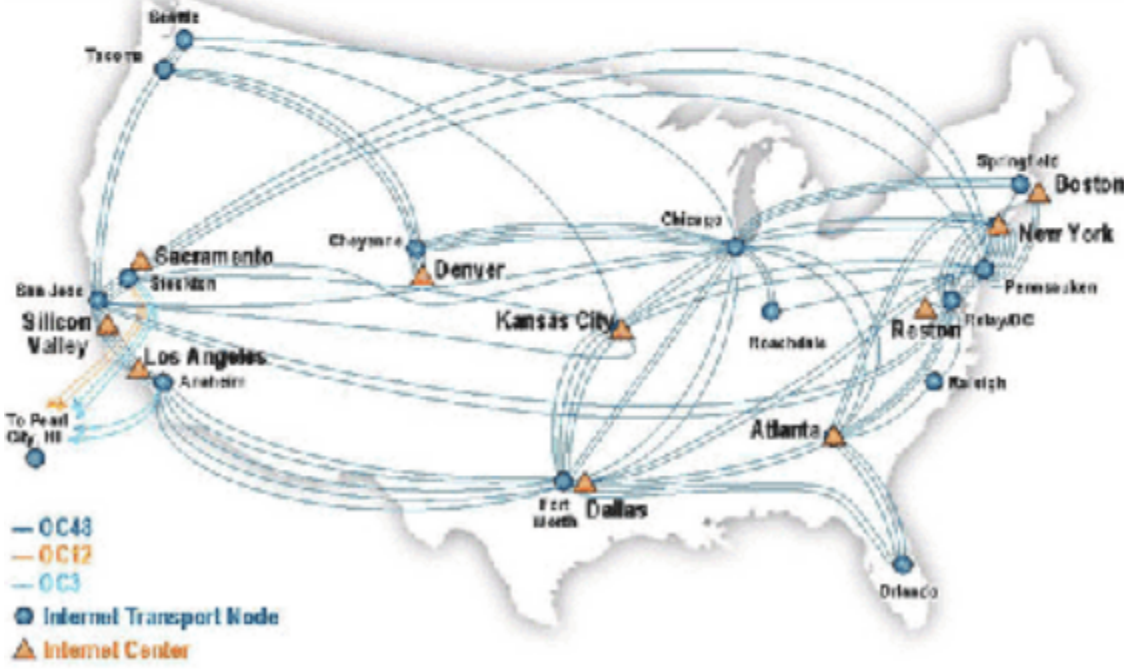 Seattle
Tacoma
Springfield
Boston
Chicago
New York
Cheyenne
Denver
Sacramento
Stockton
San Jose
Pennsauken
Silicon
Valley
Kansas City
Reston
Relay/DC
Roachdale
Los Angeles
Anaheim
Raleigh
To Pearl
City, HI
Atlanta
Fort
Worth
Dallas
OC48
OC12
OC3
Orlando
Internet Transport Node
Internet Center